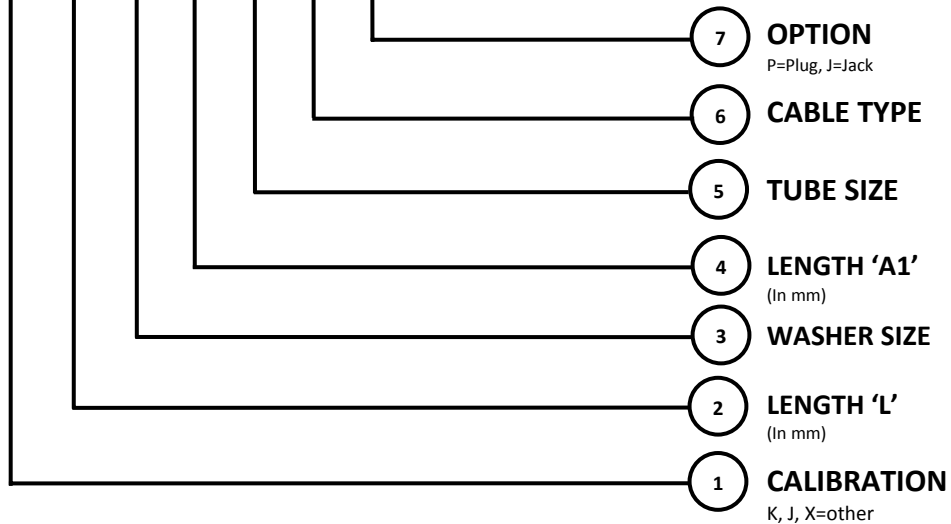 7 OPTION
P=Plug, J=Jack
6 CABLE TYPE
5 TUBE SIZE
4 LENGTH ‘A1’
(In mm)
3 WASHER SIZE
2 LENGTH ‘L’
(In mm)
1 CALIBRATION
K, J, X=other